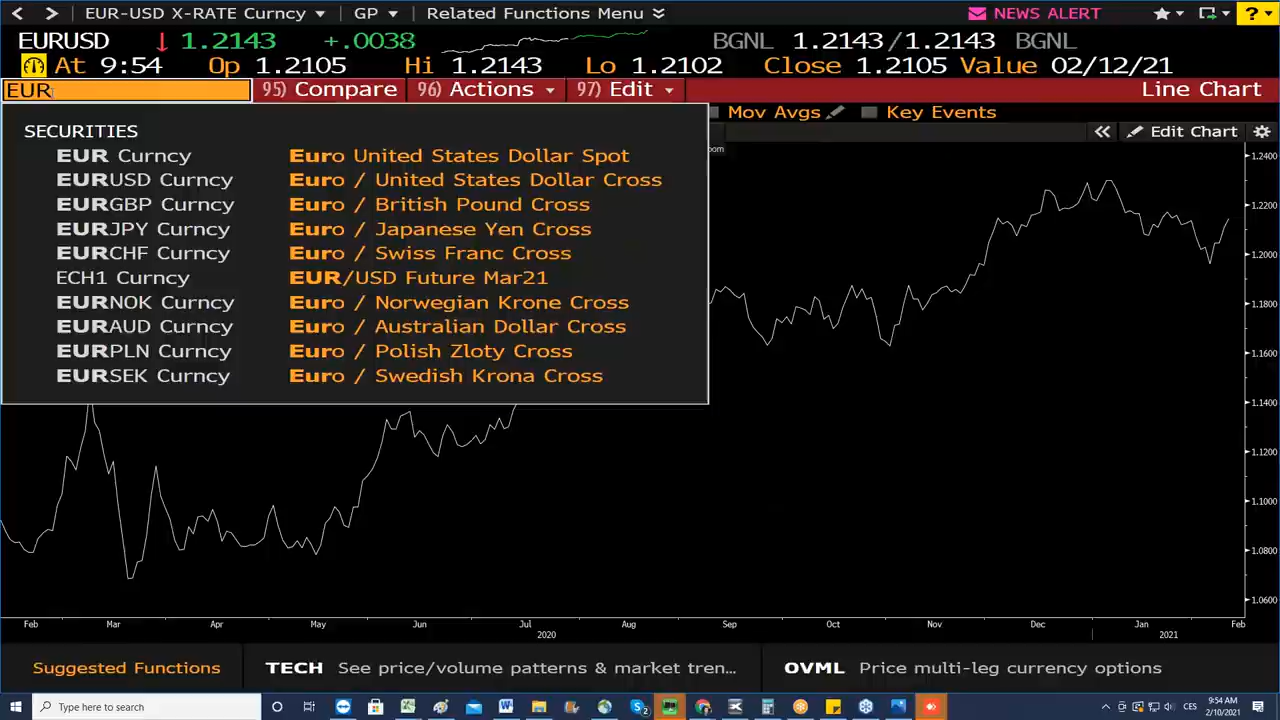 EUR-USD X-RATE Curncy GP Related Functions Menu NEWS ALERT ?
EURUSD 1.2143 +.0038 BGNL 1.2143/1.2143 BGNL
At 9:54 Op 1.2105 Hi 1.2143 Lo 1.2102 Close 1.2105 Value 02/12/21
EUR 95) Compare 96) Actions 97) Edit Line Chart
Mov Avgs Key Events
SECURITIES
Edit Chart
EUR Curncy Euro United States Dollar Spot
EURUSD Curncy Euro / United States Dollar Cross
EURGBP Curncy Euro / British Pound Cross
EURJPY Curncy Euro / Japanese Yen Cross
EURCHF Curncy Euro / Swiss Franc Cross
ECH1 Curncy EUR/USD Future Mar21
EURNOK Curncy Euro / Norwegian Krone Cross
EURAUD Curncy Euro / Australian Dollar Cross
EURPLN Curncy Euro / Polish Zloty Cross
EURSEK Curncy Euro / Swedish Krona Cross
1.2400
1.2200
1.2000
1.1800
1.1600
1.1400
1.1200
1.1000
1.0800
1.0600
Feb Mar Apr May Jun Jul Aug Sep Oct Nov Dec Jan Feb
2020 2021
Suggested Functions TECH See price/volume patterns & market tren... OVML Price multi-leg currency options
Type here to search
CES
9:54 AM
2/10/2021